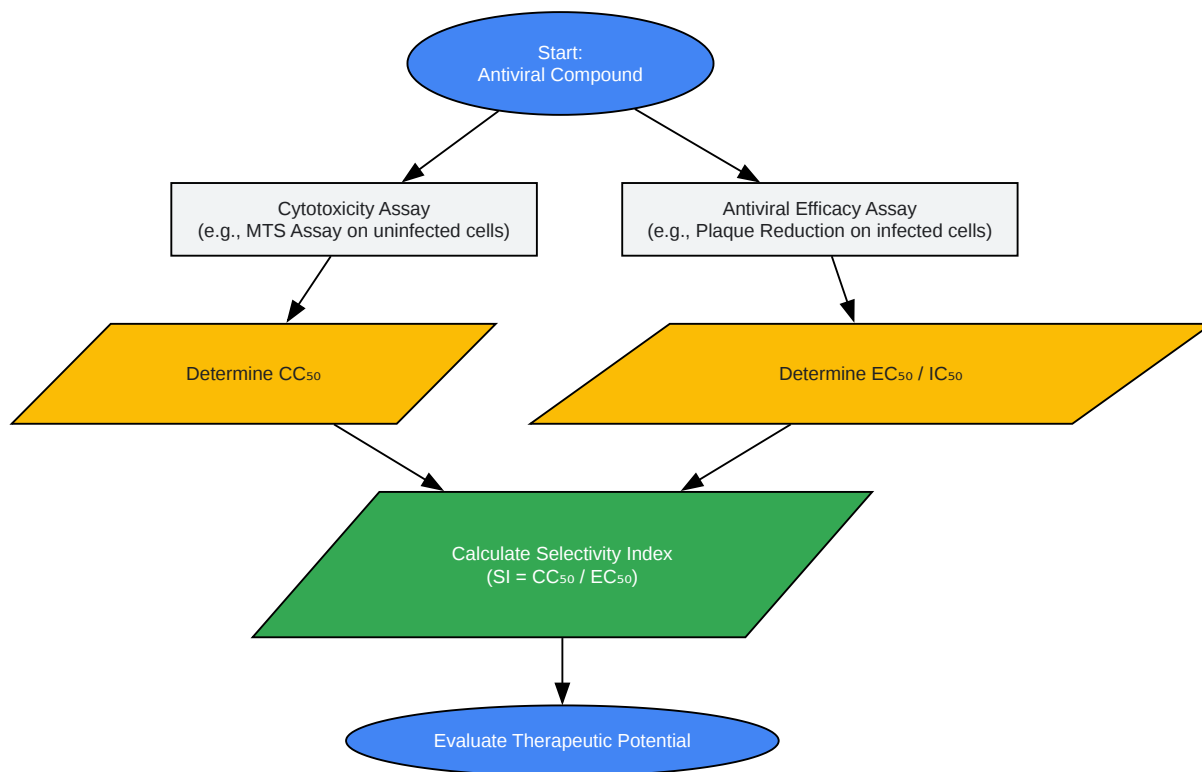 Start:
Antiviral Compound
Cytotoxicity Assay
(e.g., MTS Assay on uninfected cells)
Antiviral Efficacy Assay
(e.g., Plaque Reduction on infected cells)
Determine CC₅₀
Determine EC₅₀ / IC₅₀
Calculate Selectivity Index
(SI = CC₅₀ / EC₅₀)
Evaluate Therapeutic Potential